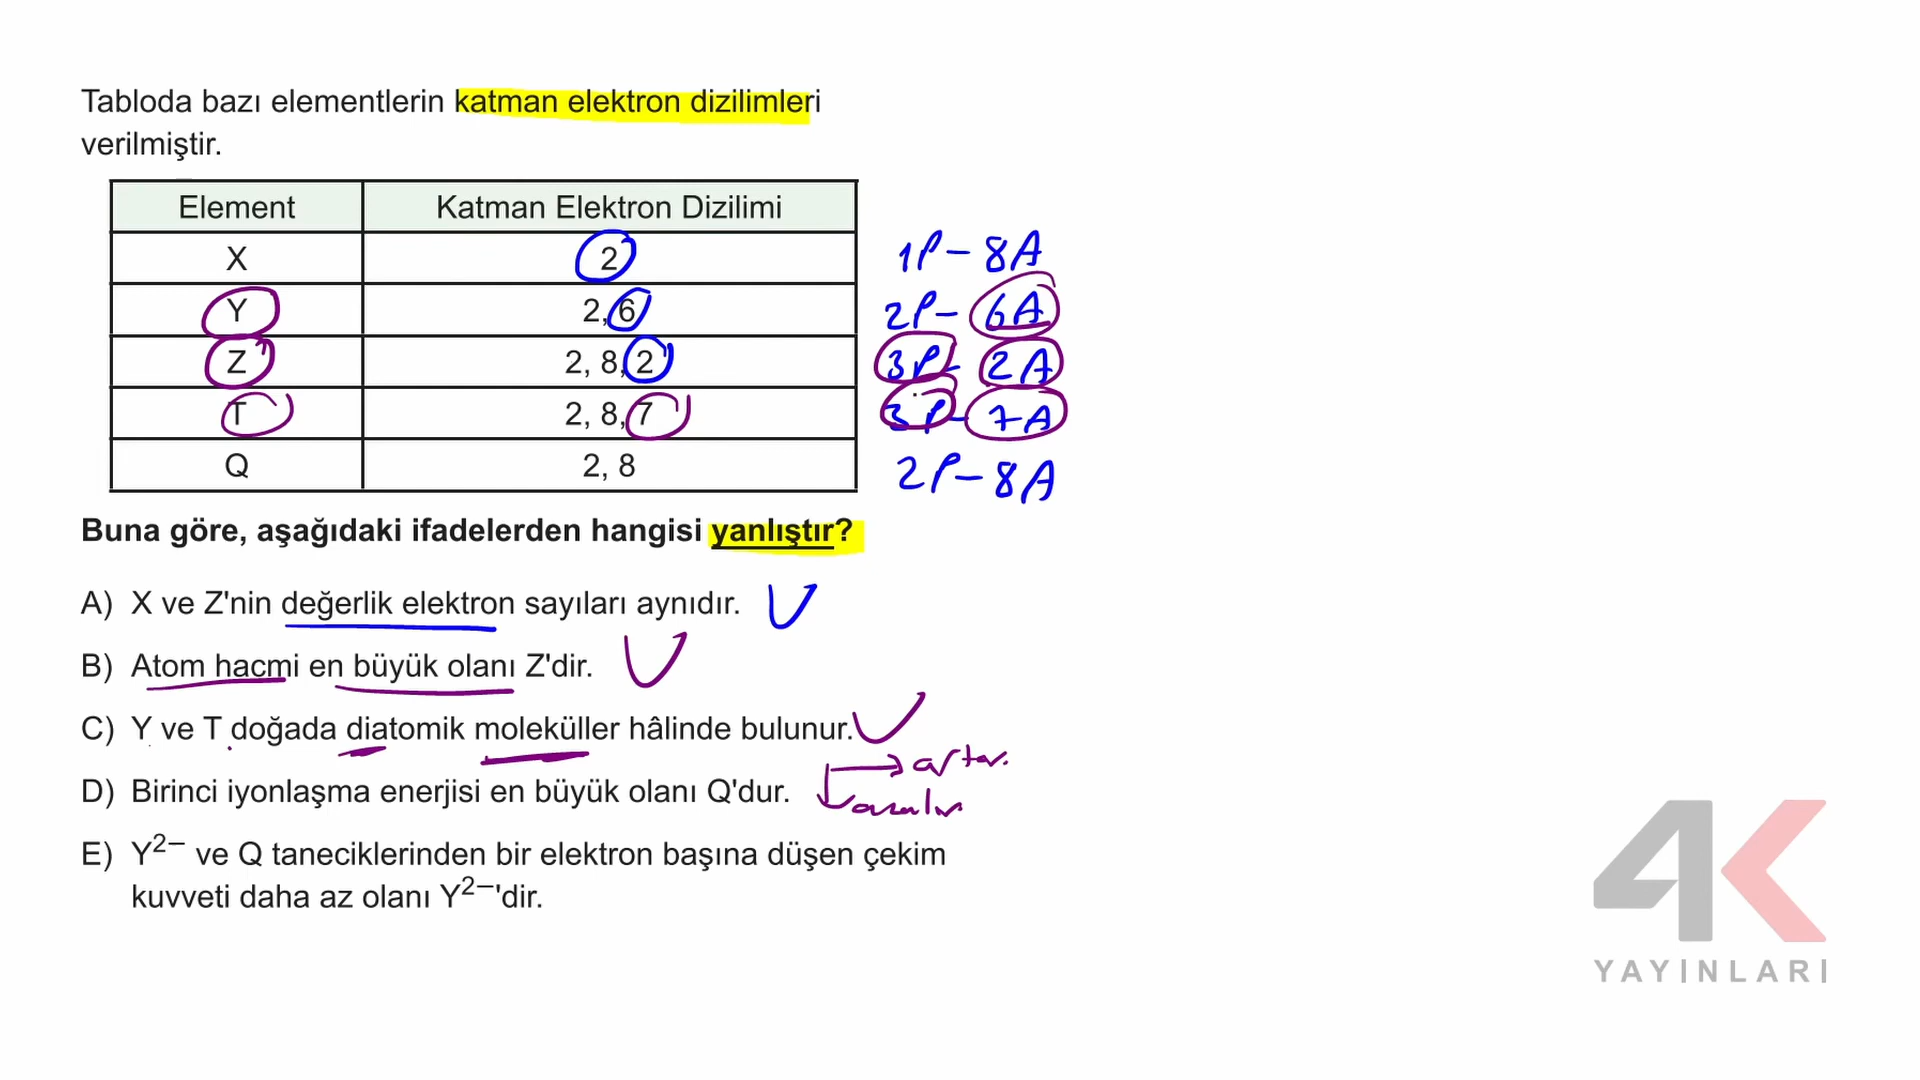 Tabloda bazı elementlerin katman elektron dizilimleri
verilmiştir.
Element Katman Elektron Dizilimi
X 2 1P-8A
Y 2, 6 2P-6A
Z 2, 8, 2 3P-2A
T 2, 8, 7 3P-7A
Q 2, 8 2P-8A
Buna göre, aşağıdaki ifadelerden hangisi yanlıştır?
A) X ve Z'nin değerlik elektron sayıları aynıdır.
B) Atom hacmi en büyük olanı Z'dir.
C) Y ve T doğada diatomik moleküller hâlinde bulunur.
artar.
D) Birinci iyonlaşma enerjisi en büyük olanı Q'dur.
azalır
E) Y²⁻ ve Q taneciklerinden bir elektron başına düşen çekim
kuvveti daha az olanı Y²⁻'dir.
4K
YAYINLARI